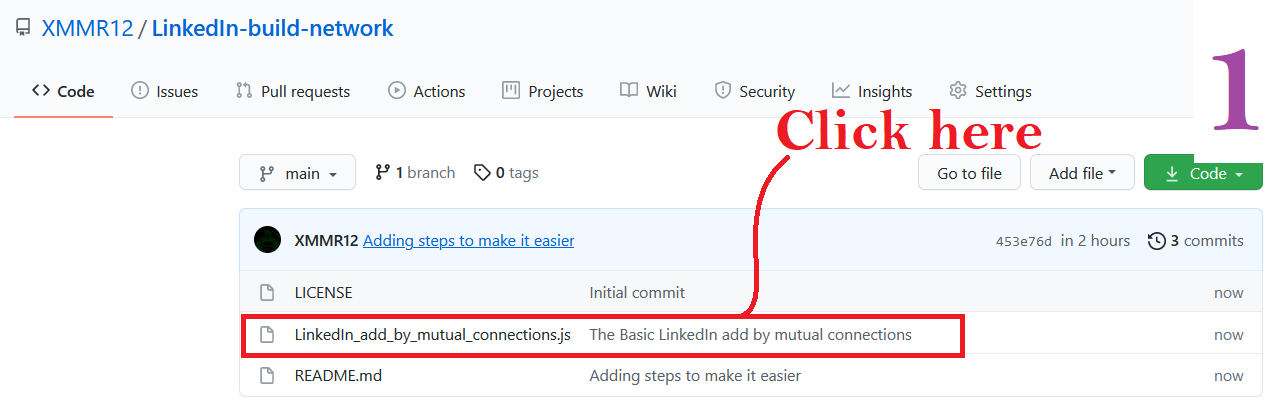 XMMR12 / LinkedIn-build-network
Code Issues Pull requests Actions Projects Wiki Security Insights Settings
1
Click here
main 1 branch 0 tags Go to file Add file Code
XMMR12 Adding steps to make it easier 453e76d in 2 hours 3 commits
LICENSE Initial commit now
LinkedIn_add_by_mutual_connections.js The Basic LinkedIn add by mutual connections now
README.md Adding steps to make it easier now